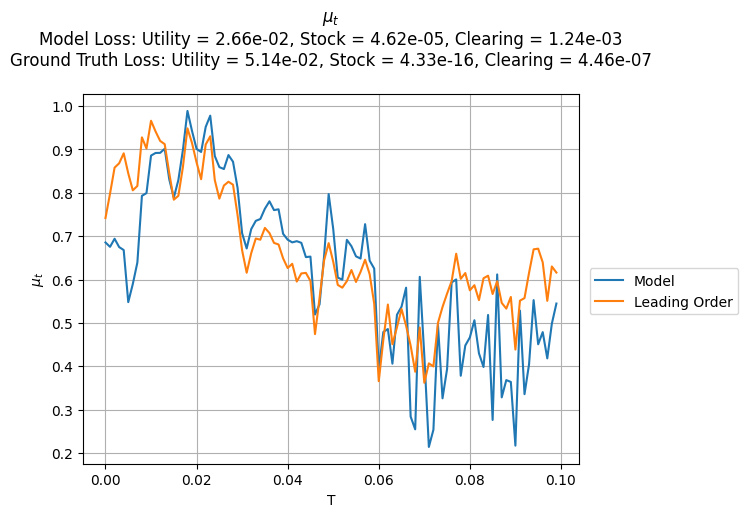 μt
Model Loss: Utility = 2.66e-02, Stock = 4.62e-05, Clearing = 1.24e-03
Ground Truth Loss: Utility = 5.14e-02, Stock = 4.33e-16, Clearing = 4.46e-07
1.0
0.9
0.8
0.7
0.6
0.5
0.4
0.3
0.2
μt
0.00
0.02
0.04
0.06
0.08
0.10
T
Model
Leading Order